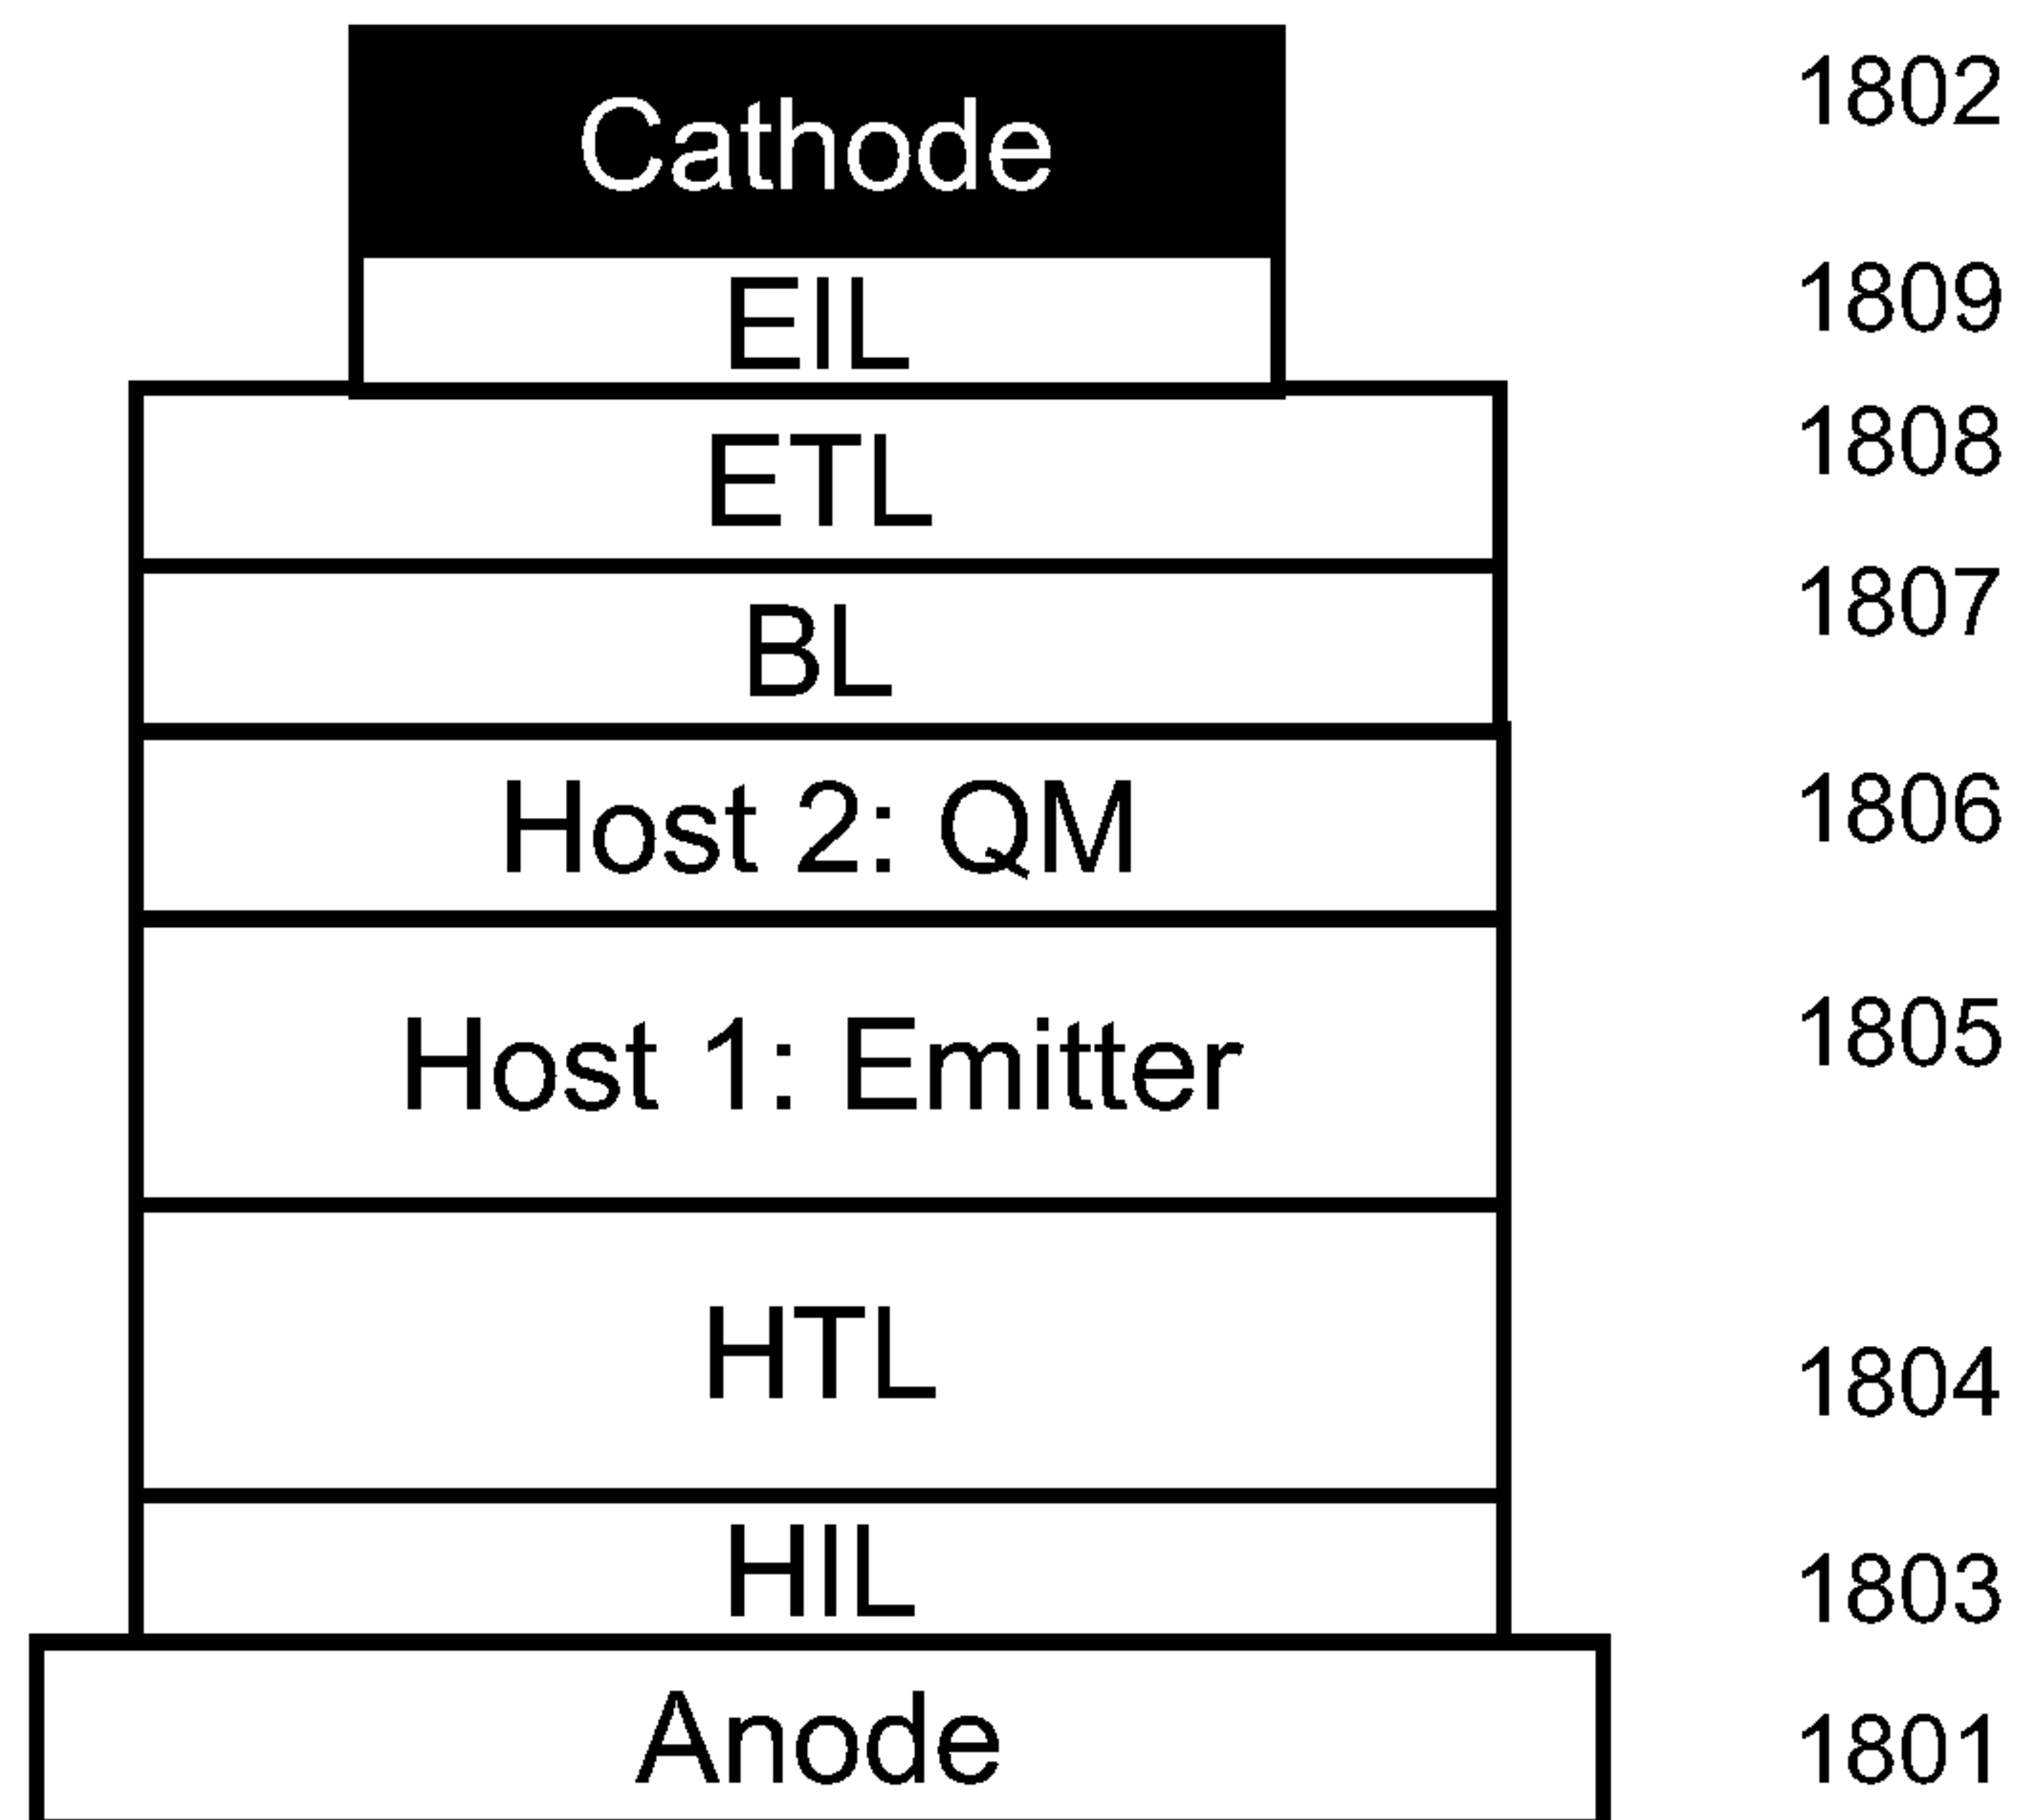 Cathode 1802
EIL 1809
ETL 1808
BL 1807
Host 2: QM 1806
Host 1: Emitter 1805
HTL 1804
HIL 1803
Anode 1801